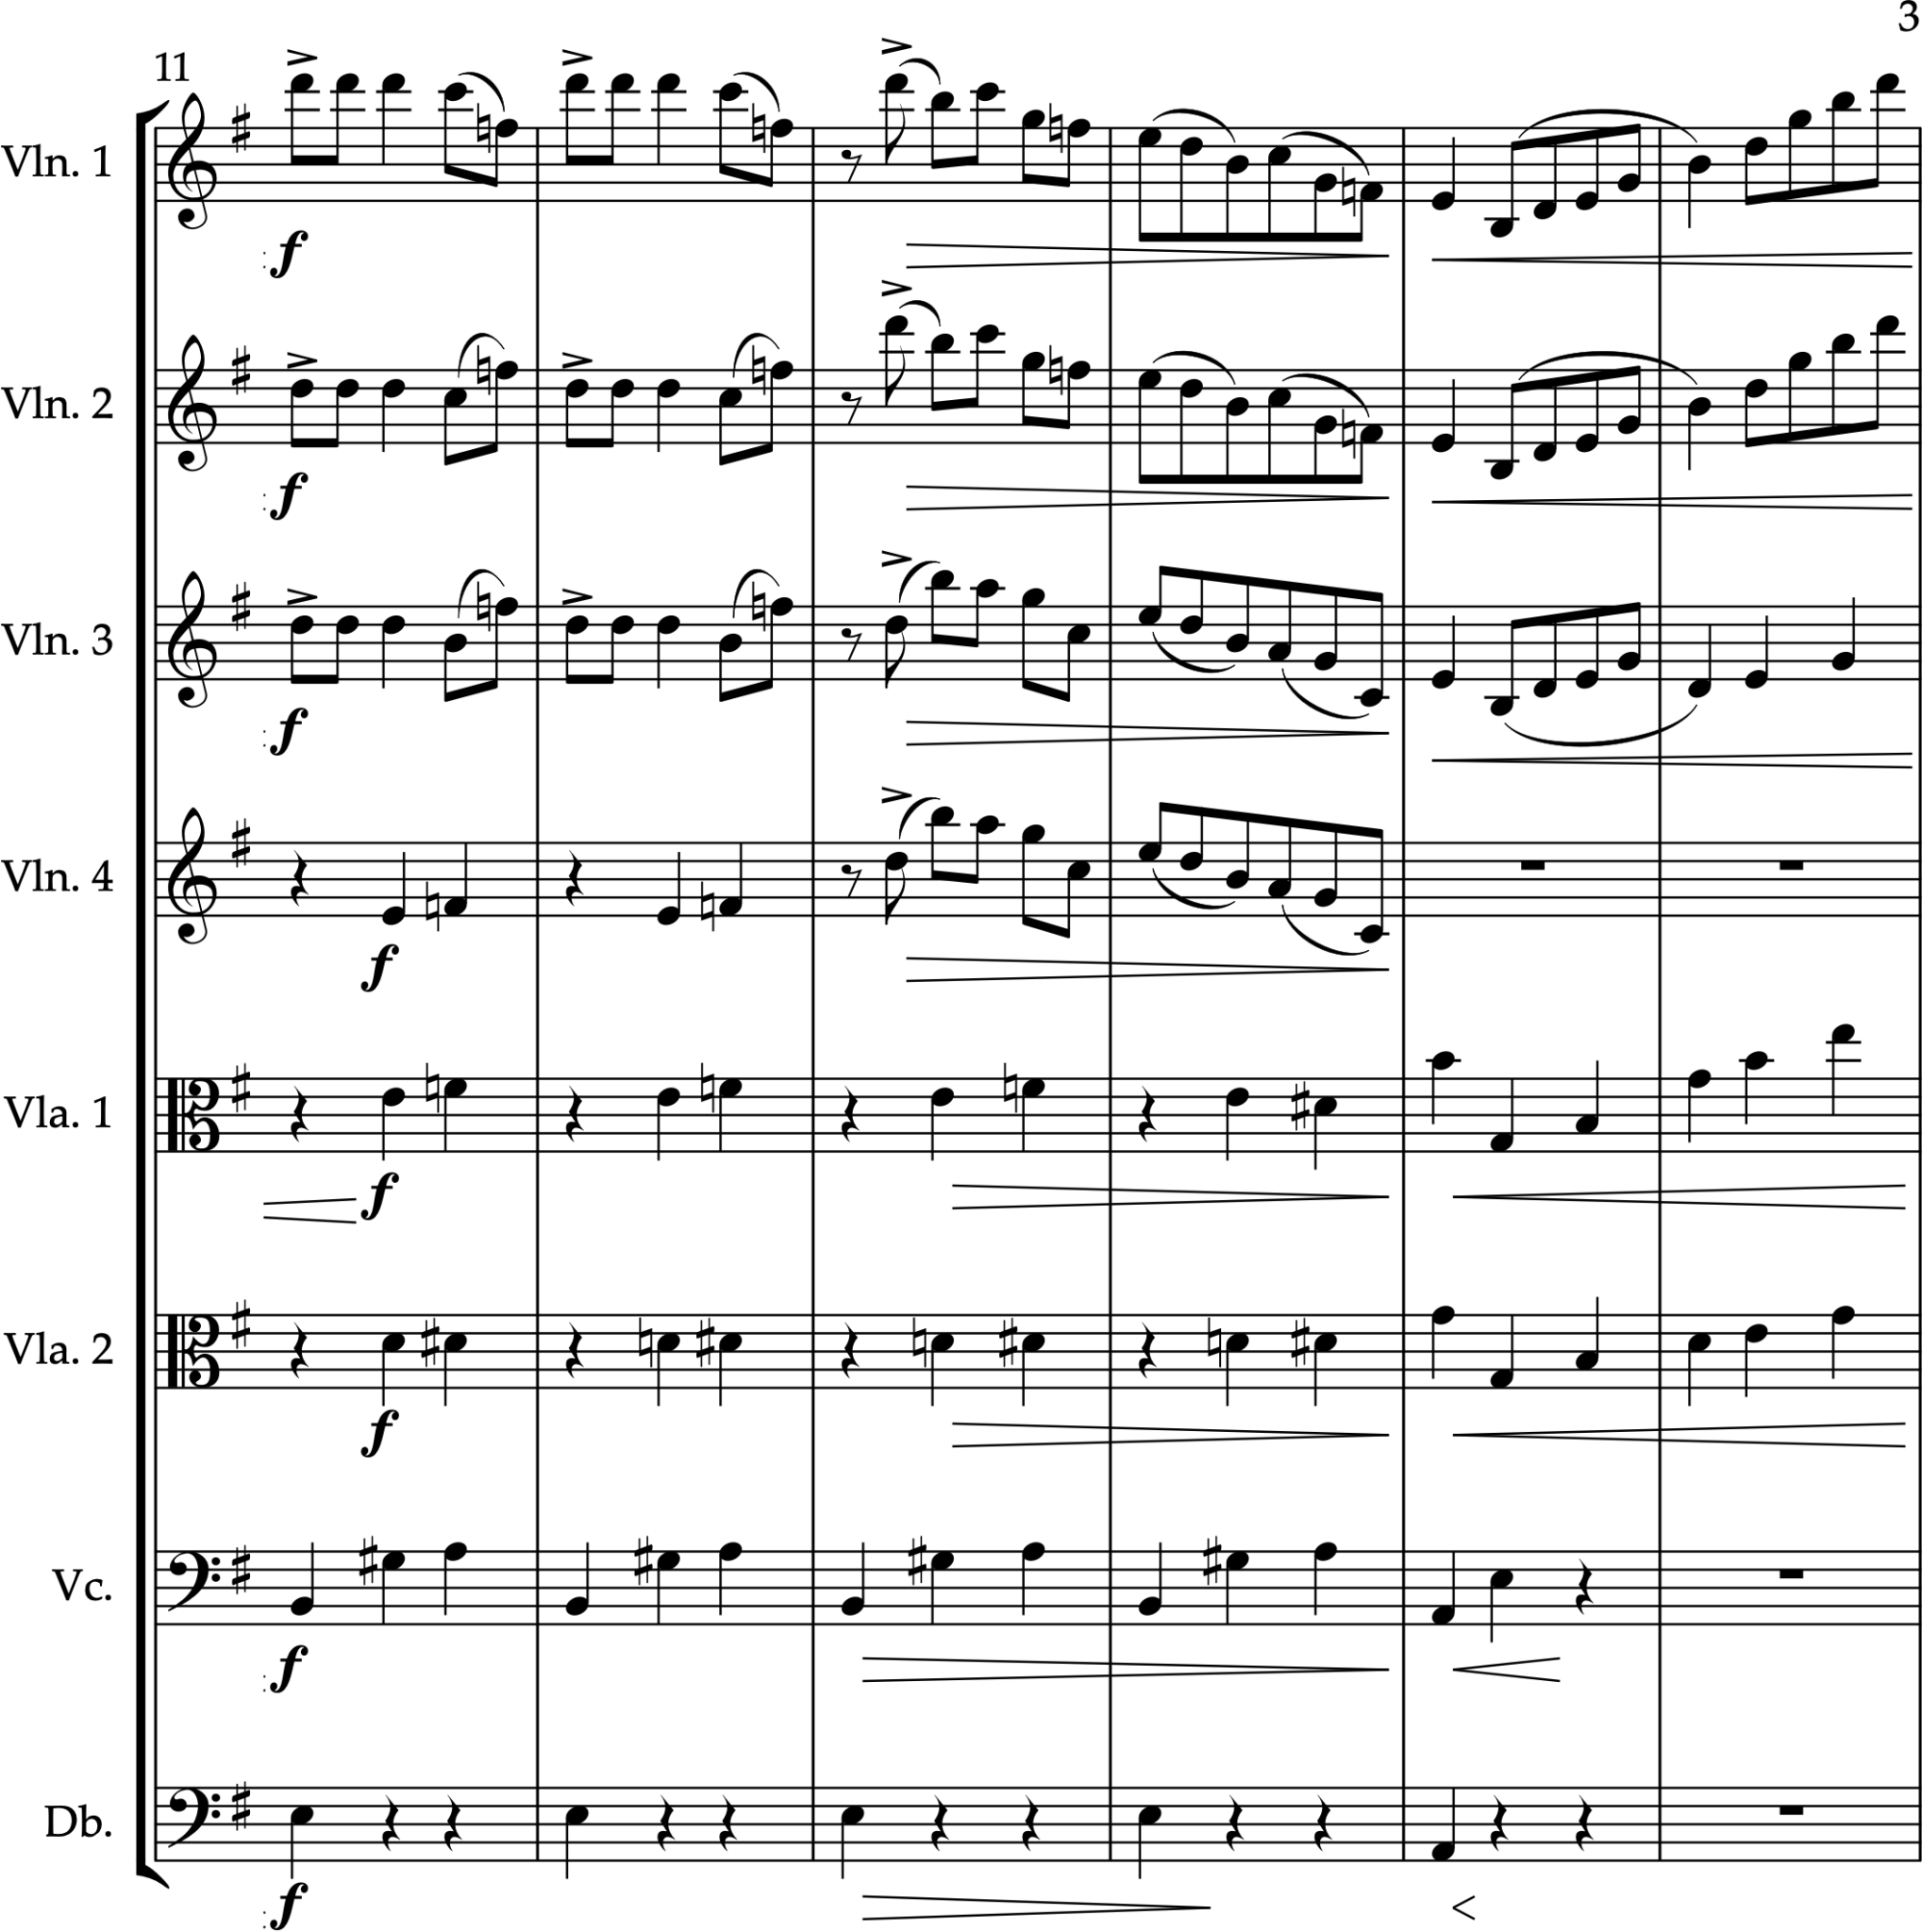 3
11
Vln. 1
f
Vln. 2
f
Vln. 3
f
Vln. 4
f
Vla. 1
f
Vla. 2
f
Vc.
f
Db.
f